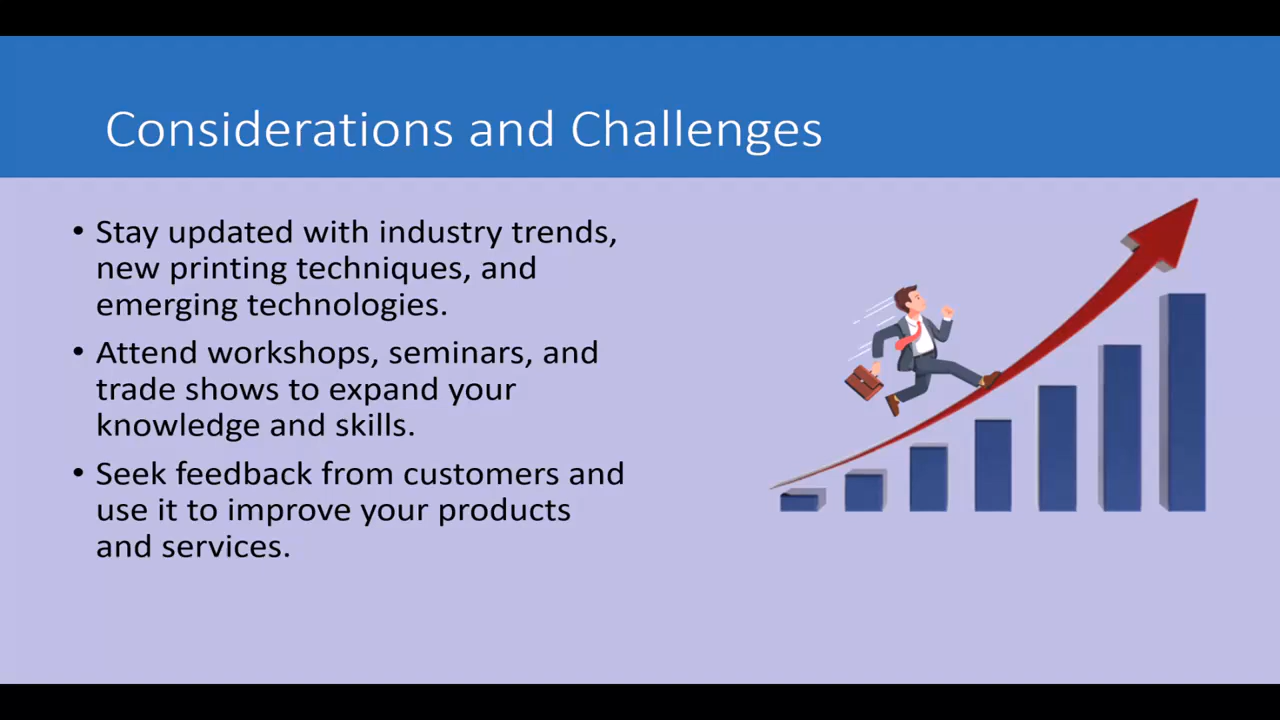 Considerations and Challenges
• Stay updated with industry trends,
new printing techniques, and
emerging technologies.
• Attend workshops, seminars, and
trade shows to expand your
knowledge and skills.
• Seek feedback from customers and
use it to improve your products
and services.